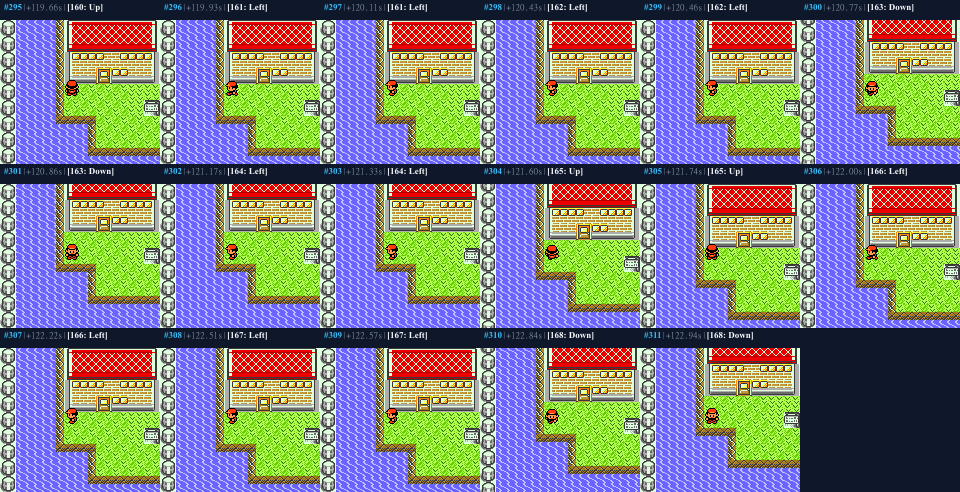 #295 |+119.66s| [160: Up]
#296 |+119.93s| [161: Left]
#297 |+120.11s| [161: Left]
#298 |+120.43s| [162: Left]
#299 |+120.46s| [162: Left]
#300 |+120.77s| [163: Down]
#301 |+120.86s| [163: Down]
#302 |+121.17s| [164: Left]
#303 |+121.33s| [164: Left]
#304 |+121.60s| [165: Up]
#305 |+121.74s| [165: Up]
#306 |+122.00s| [166: Left]
#307 |+122.22s| [166: Left]
#308 |+122.51s| [167: Left]
#309 |+122.57s| [167: Left]
#310 |+122.84s| [168: Down]
#311 |+122.94s| [168: Down]